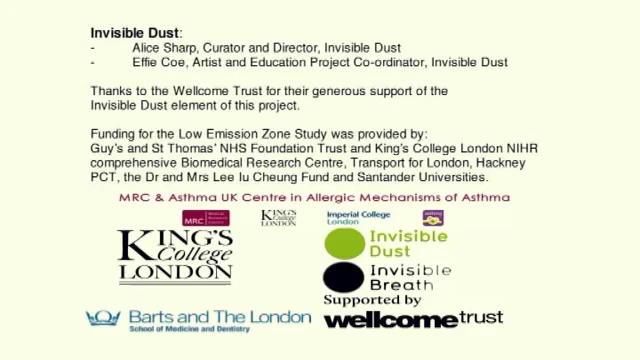 Invisible Dust:
- Alice Sharp, Curator and Director, Invisible Dust
- Effie Coe, Artist and Education Project Co-ordinator, Invisible Dust
Thanks to the Wellcome Trust for their generous support of the
Invisible Dust element of this project.
Funding for the Low Emission Zone Study was provided by:
Guy's and St Thomas' NHS Foundation Trust and King's College London NIHR
comprehensive Biomedical Research Centre, Transport for London, Hackney
PCT, the Dr and Mrs Lee Iu Cheung Fund and Santander Universities.
MRC & Asthma UK Centre in Allergic Mechanisms of Asthma
MRC
KING'S
College
LONDON
Imperial College
London
KING'S
College
LONDON
Invisible
Dust
Invisible
Breath
Supported by
wellcome trust
Barts and The London
School of Medicine and Dentistry